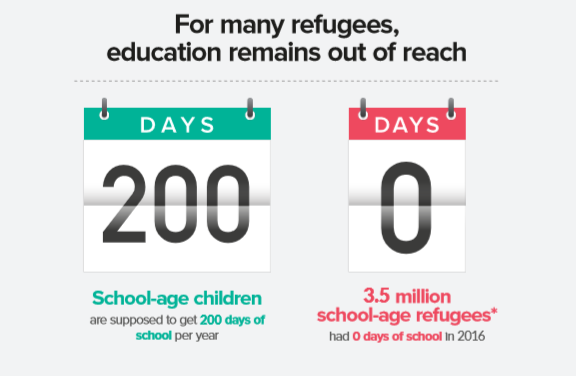 For many refugees,
education remains out of reach
DAYS
200
School-age children
are supposed to get 200 days of
school per year
DAYS
0
3.5 million
school-age refugees*
had 0 days of school in 2016